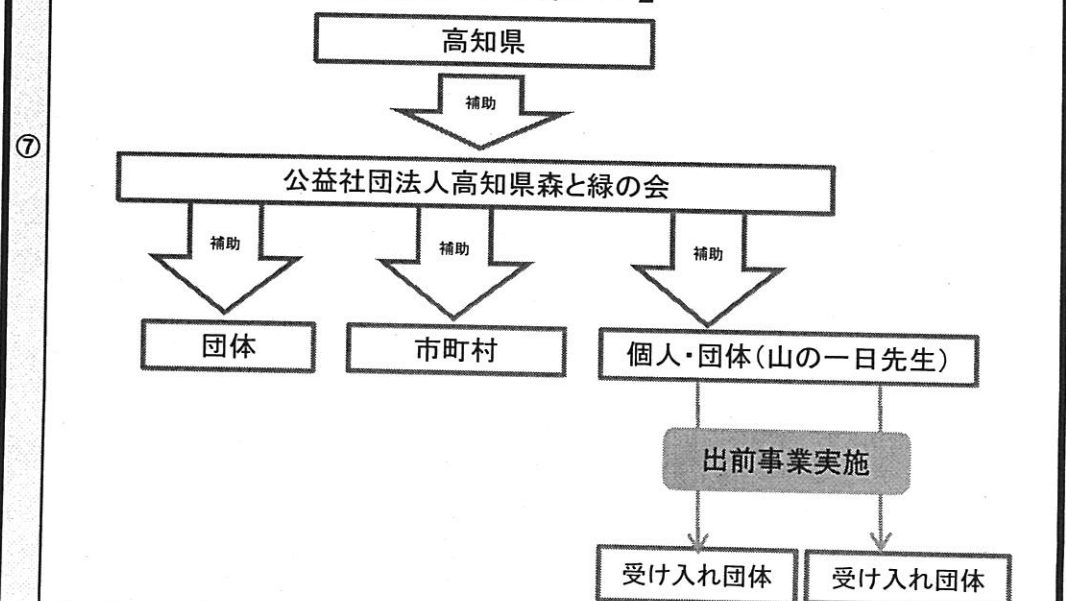 高知県
補助
⑦
公益社団法人高知県森と緑の会
補助
補助
補助
団体
市町村
個人・団体(山の一日先生)
出前事業実施
受け入れ団体
受け入れ団体